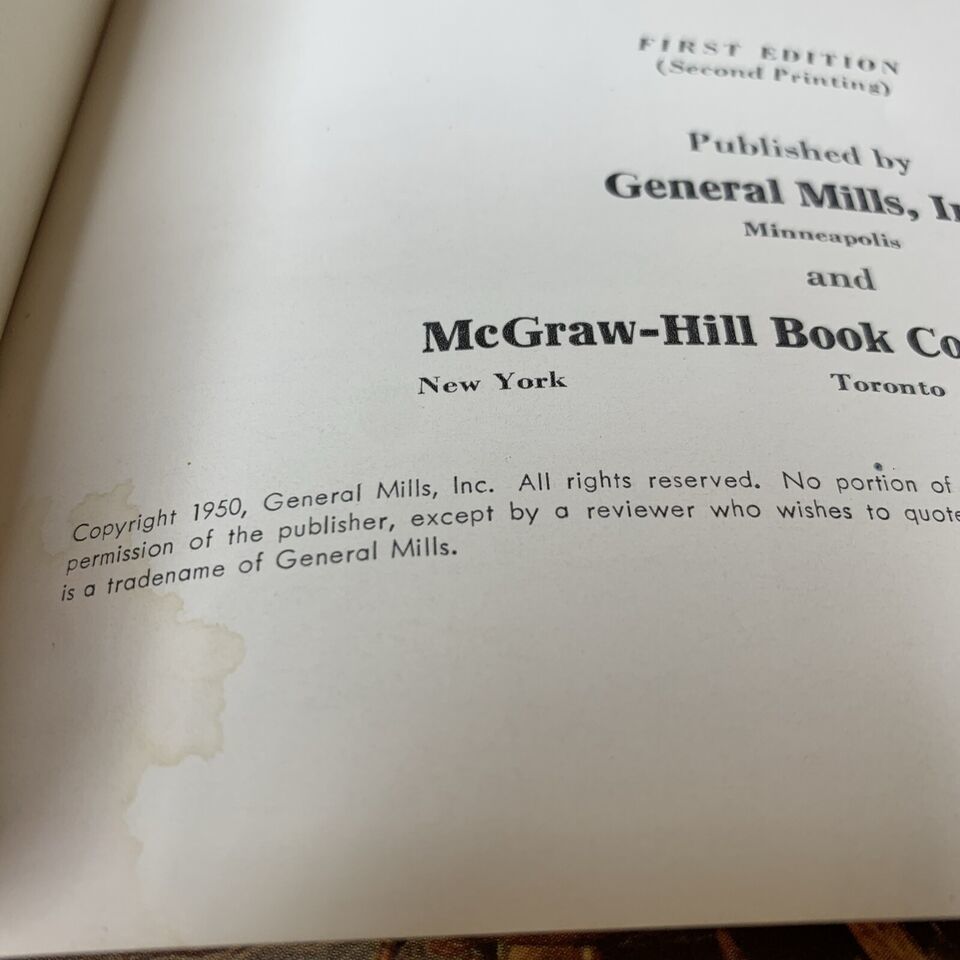 FIRST EDITION
(Second Printing)
Published by
General Mills,
Minneapolis
and
McGraw-Hill Book
New York Toronto
Copyright 1950, General Mills, Inc. All rights reserved. No portion of
permission of the publisher, except by a reviewer who wishes to quote
is a tradename of General Mills.